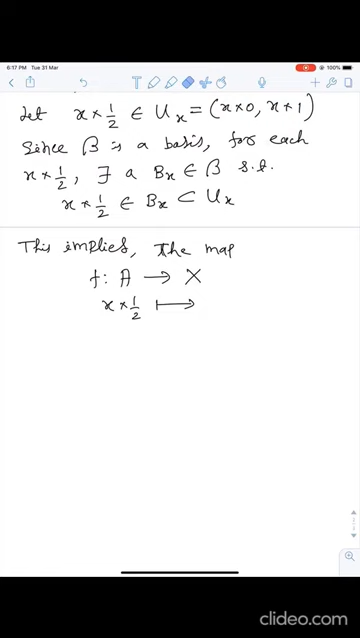 6:17 PM Tue 31 Mar
100%
Let x × 1/2 ∈ Uₓ = (x × 0, x × 1)
Since β is a basis, for each
x × 1/2, ∃ a Bₓ ∈ β s.t.
x × 1/2 ∈ Bₓ ⊂ Uₓ
This implies, the map
f: A → X
x × 1/2 ↦
clideo.com